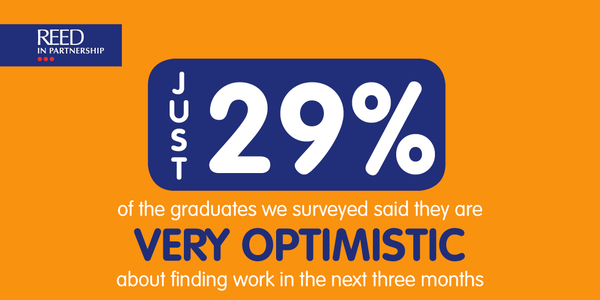 REED
IN PARTNERSHIP
JUST
29%
of the graduates we surveyed said they are
VERY OPTIMISTIC
about finding work in the next three months